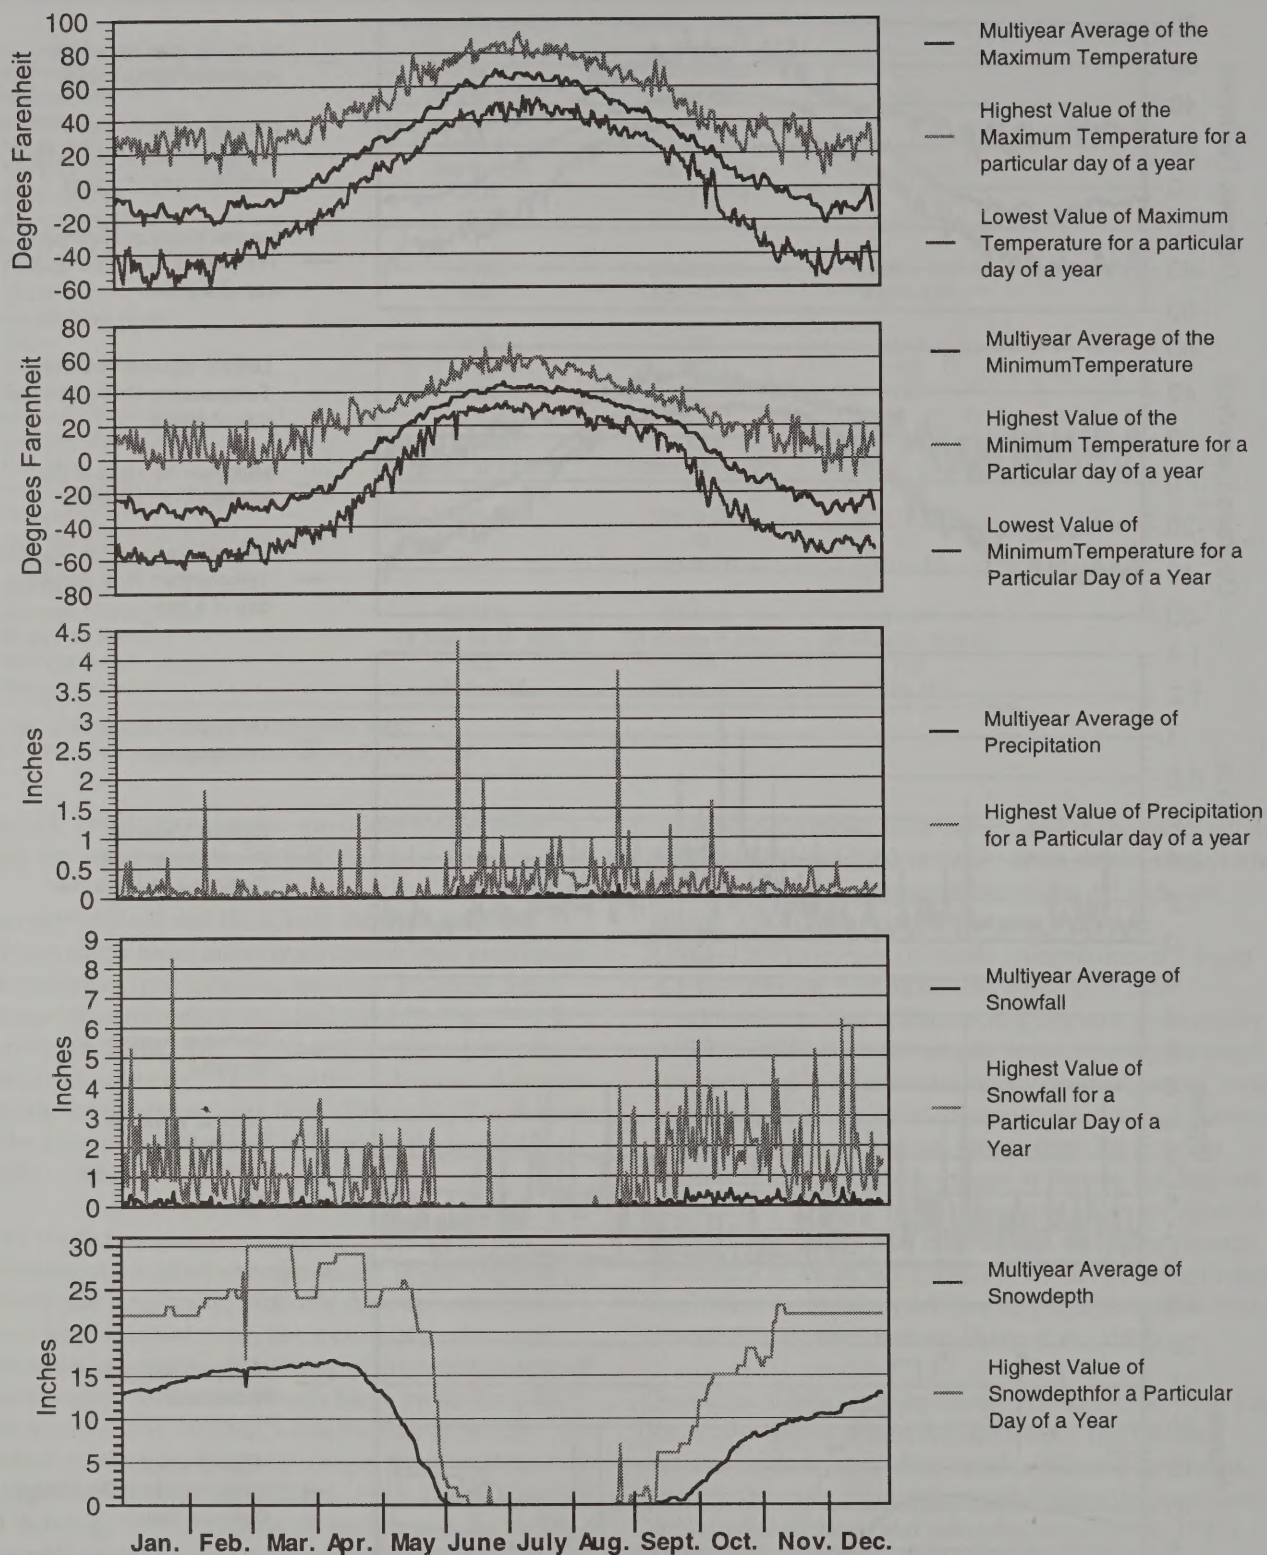 100
80
60
40
20
0
-20
-40
-60
Degrees Farenheit
Multiyear Average of the
Maximum Temperature
Highest Value of the
Maximum Temperature for a
particular day of a year
Lowest Value of Maximum
Temperature for a particular
day of a year
80
60
40
20
0
-20
-40
-60
-80
Degrees Farenheit
Multiyear Average of the
MinimumTemperature
Highest Value of the
Minimum Temperature for a
Particular day of a year
Lowest Value of
MinimumTemperature for a
Particular Day of a Year
4.5
4
3.5
3
2.5
2
1.5
1
0.5
0
Inches
Multiyear Average of
Precipitation
Highest Value of Precipitation
for a Particular day of a year
9
8
7
6
5
4
3
2
1
0
Inches
Multiyear Average of
Snowfall
Highest Value of
Snowfall for a
Particular Day of a
Year
30
25
20
15
10
5
0
Inches
Multiyear Average of
Snowdepth
Highest Value of
Snowdepthfor a Particular
Day of a Year
Jan. Feb. Mar. Apr. May June July Aug. Sept. Oct. Nov. Dec.